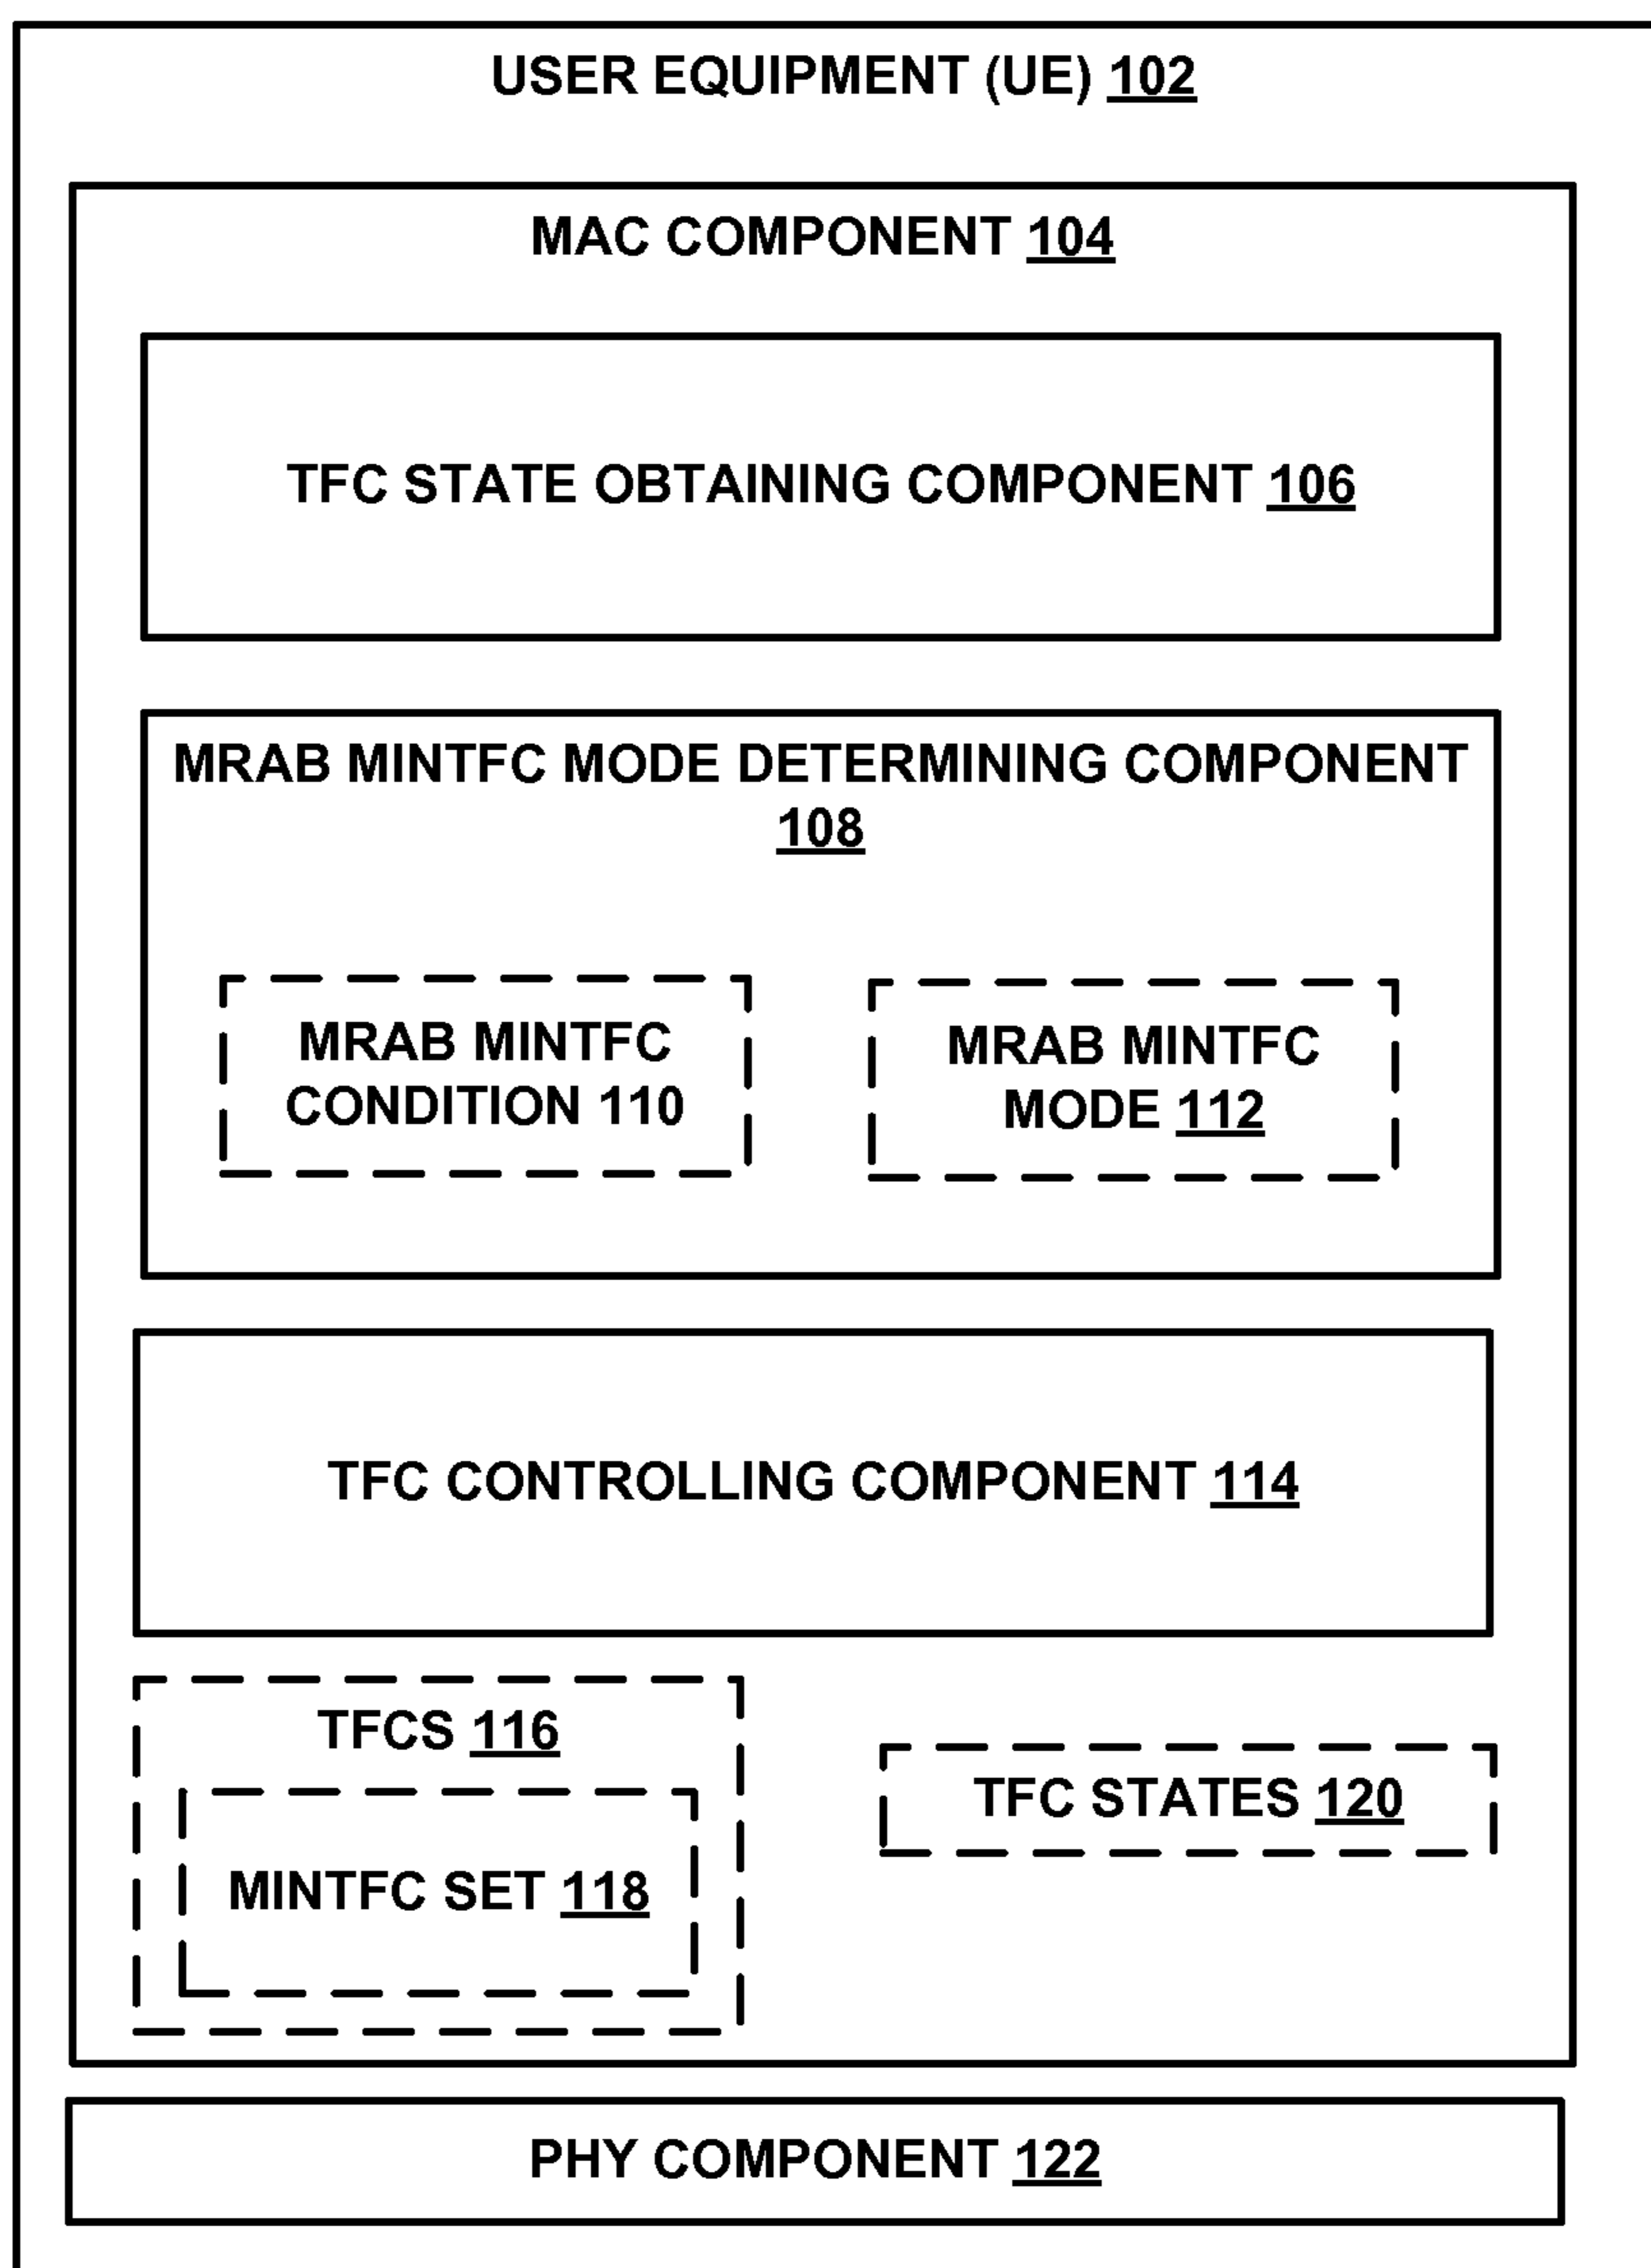 USER EQUIPMENT (UE) 102
MAC COMPONENT 104
TFC STATE OBTAINING COMPONENT 106
MRAB MINTFC MODE DETERMINING COMPONENT
108
MRAB MINTFC
CONDITION 110
MRAB MINTFC
MODE 112
TFC CONTROLLING COMPONENT 114
TFCS 116
MINTFC SET 118
TFC STATES 120
PHY COMPONENT 122